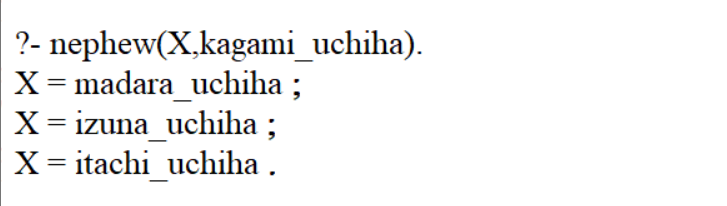 ?- nephew(X,kagami_uchiha).
X = madara_uchiha ;
X = izuna_uchiha ;
X = itachi_uchiha .